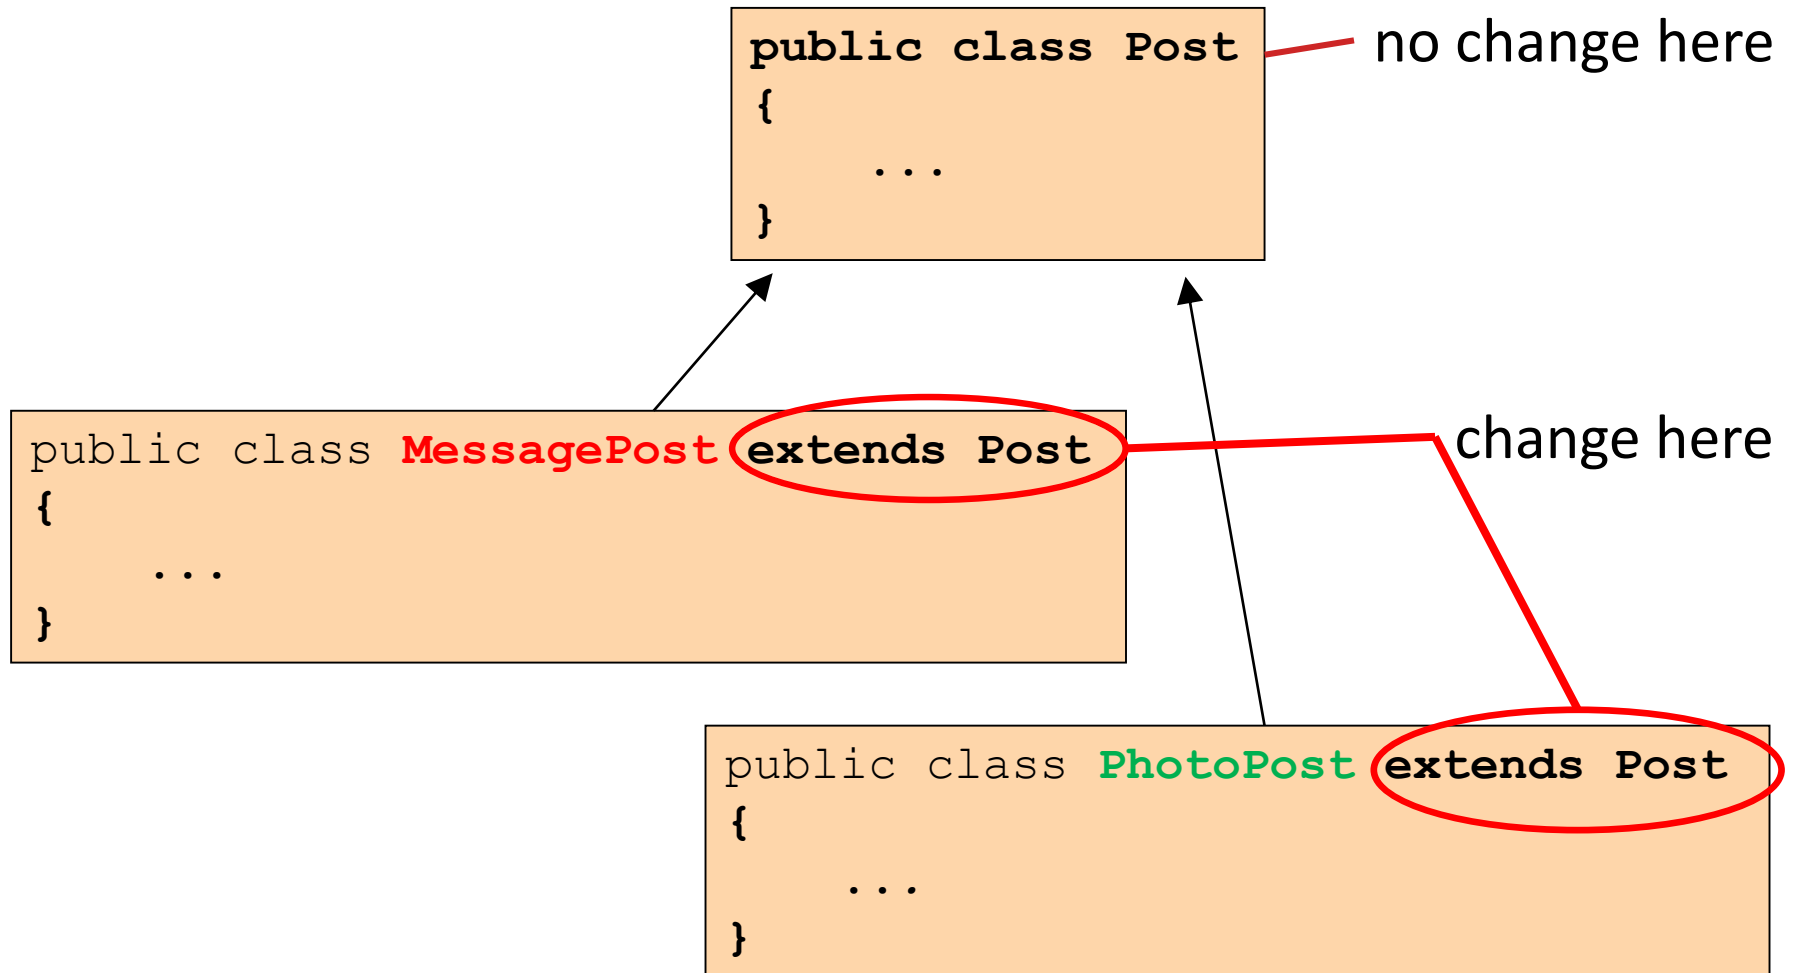 public class Post
{
...
}
no change here
public class MessagePost extends Post
{
...
}
change here
public class PhotoPost extends Post
{
...
}